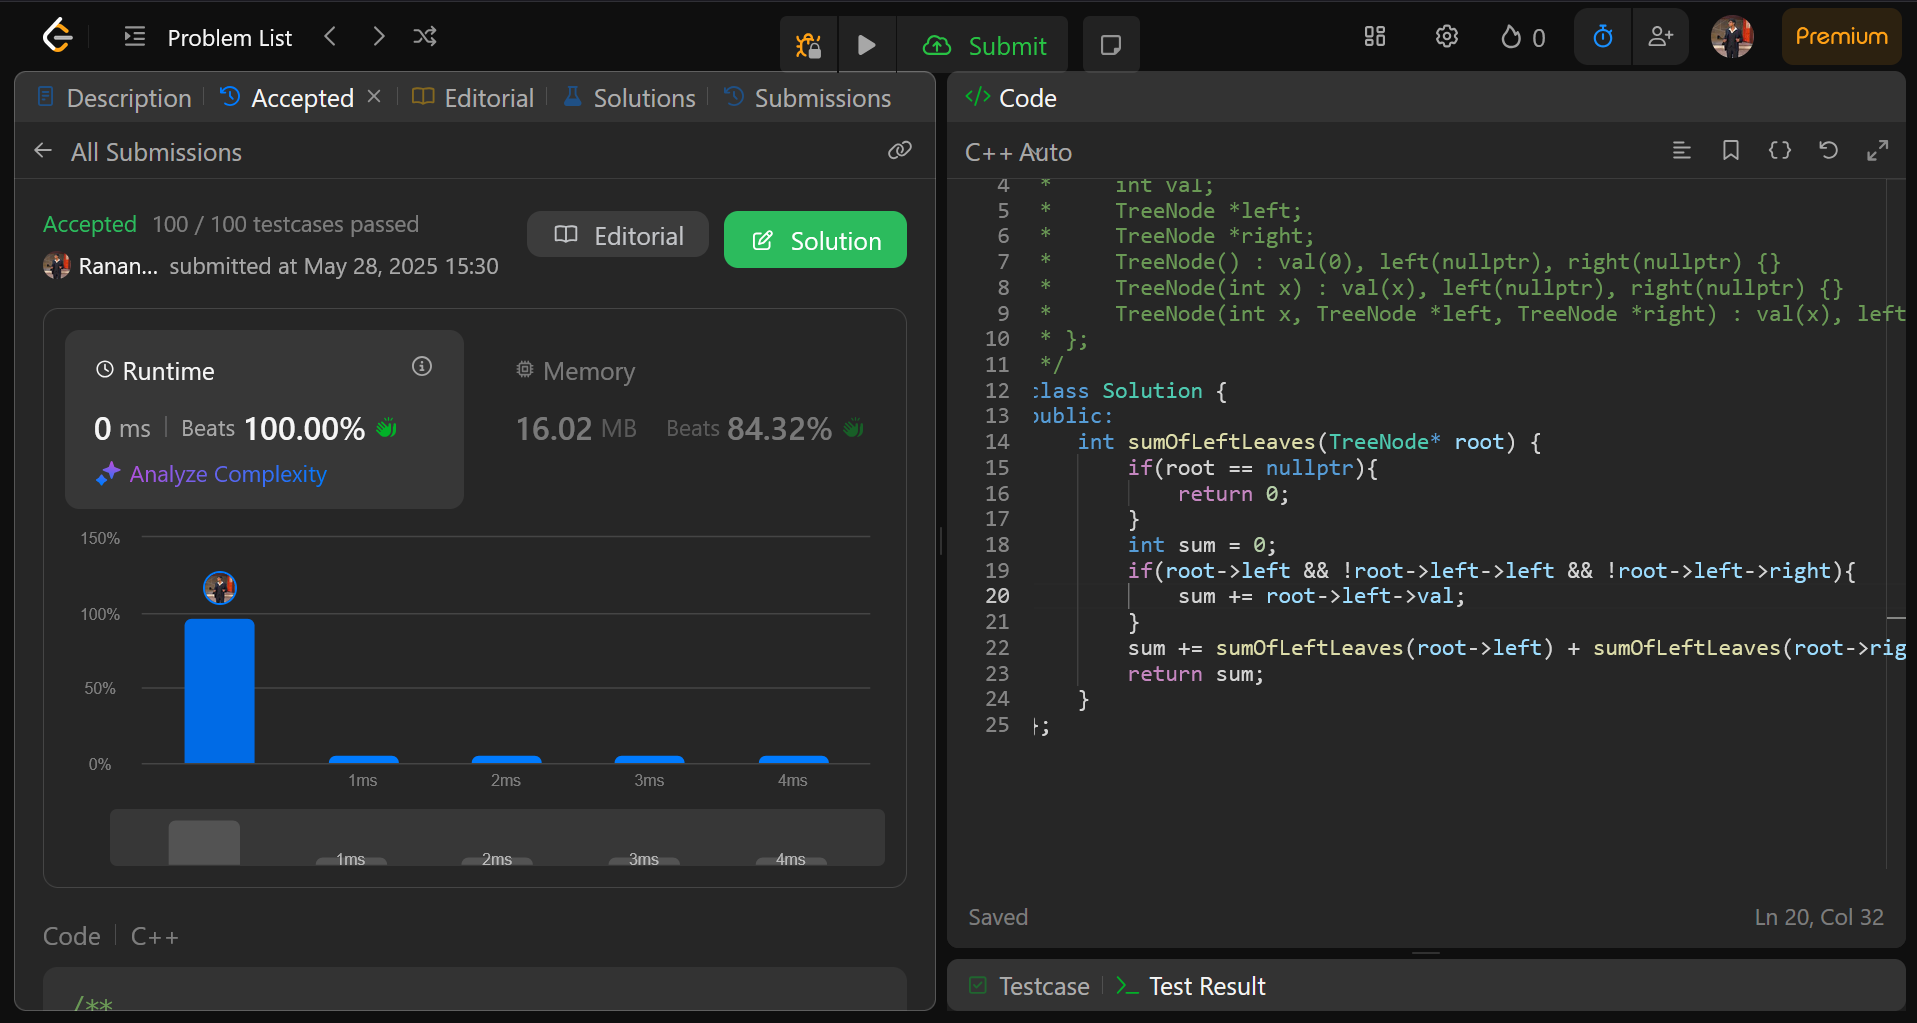 Problem List
Submit
0
Premium
Description
Accepted
Editorial
Solutions
Submissions
All Submissions
Accepted 100 / 100 testcases passed
Ranan... submitted at May 28, 2025 15:30
Editorial
Solution
Runtime
0 ms Beats 100.00%
Analyze Complexity
Memory
16.02 MB Beats 84.32%
150%
100%
50%
0%
1ms 2ms 3ms 4ms
1ms 2ms 3ms 4ms
Code C++
/**
</> Code
C++ Auto
4 *     int val;
5 *     TreeNode *left;
6 *     TreeNode *right;
7 *     TreeNode() : val(0), left(nullptr), right(nullptr) {}
8 *     TreeNode(int x) : val(x), left(nullptr), right(nullptr) {}
9 *     TreeNode(int x, TreeNode *left, TreeNode *right) : val(x), left
10 * };
11 */
12 class Solution {
13 public:
14     int sumOfLeftLeaves(TreeNode* root) {
15         if(root == nullptr){
16             return 0;
17         }
18         int sum = 0;
19         if(root->left && !root->left->left && !root->left->right){
20             sum += root->left->val;
21         }
22         sum += sumOfLeftLeaves(root->left) + sumOfLeftLeaves(root->rig
23         return sum;
24     }
25 };
Saved
Ln 20, Col 32
Testcase
Test Result